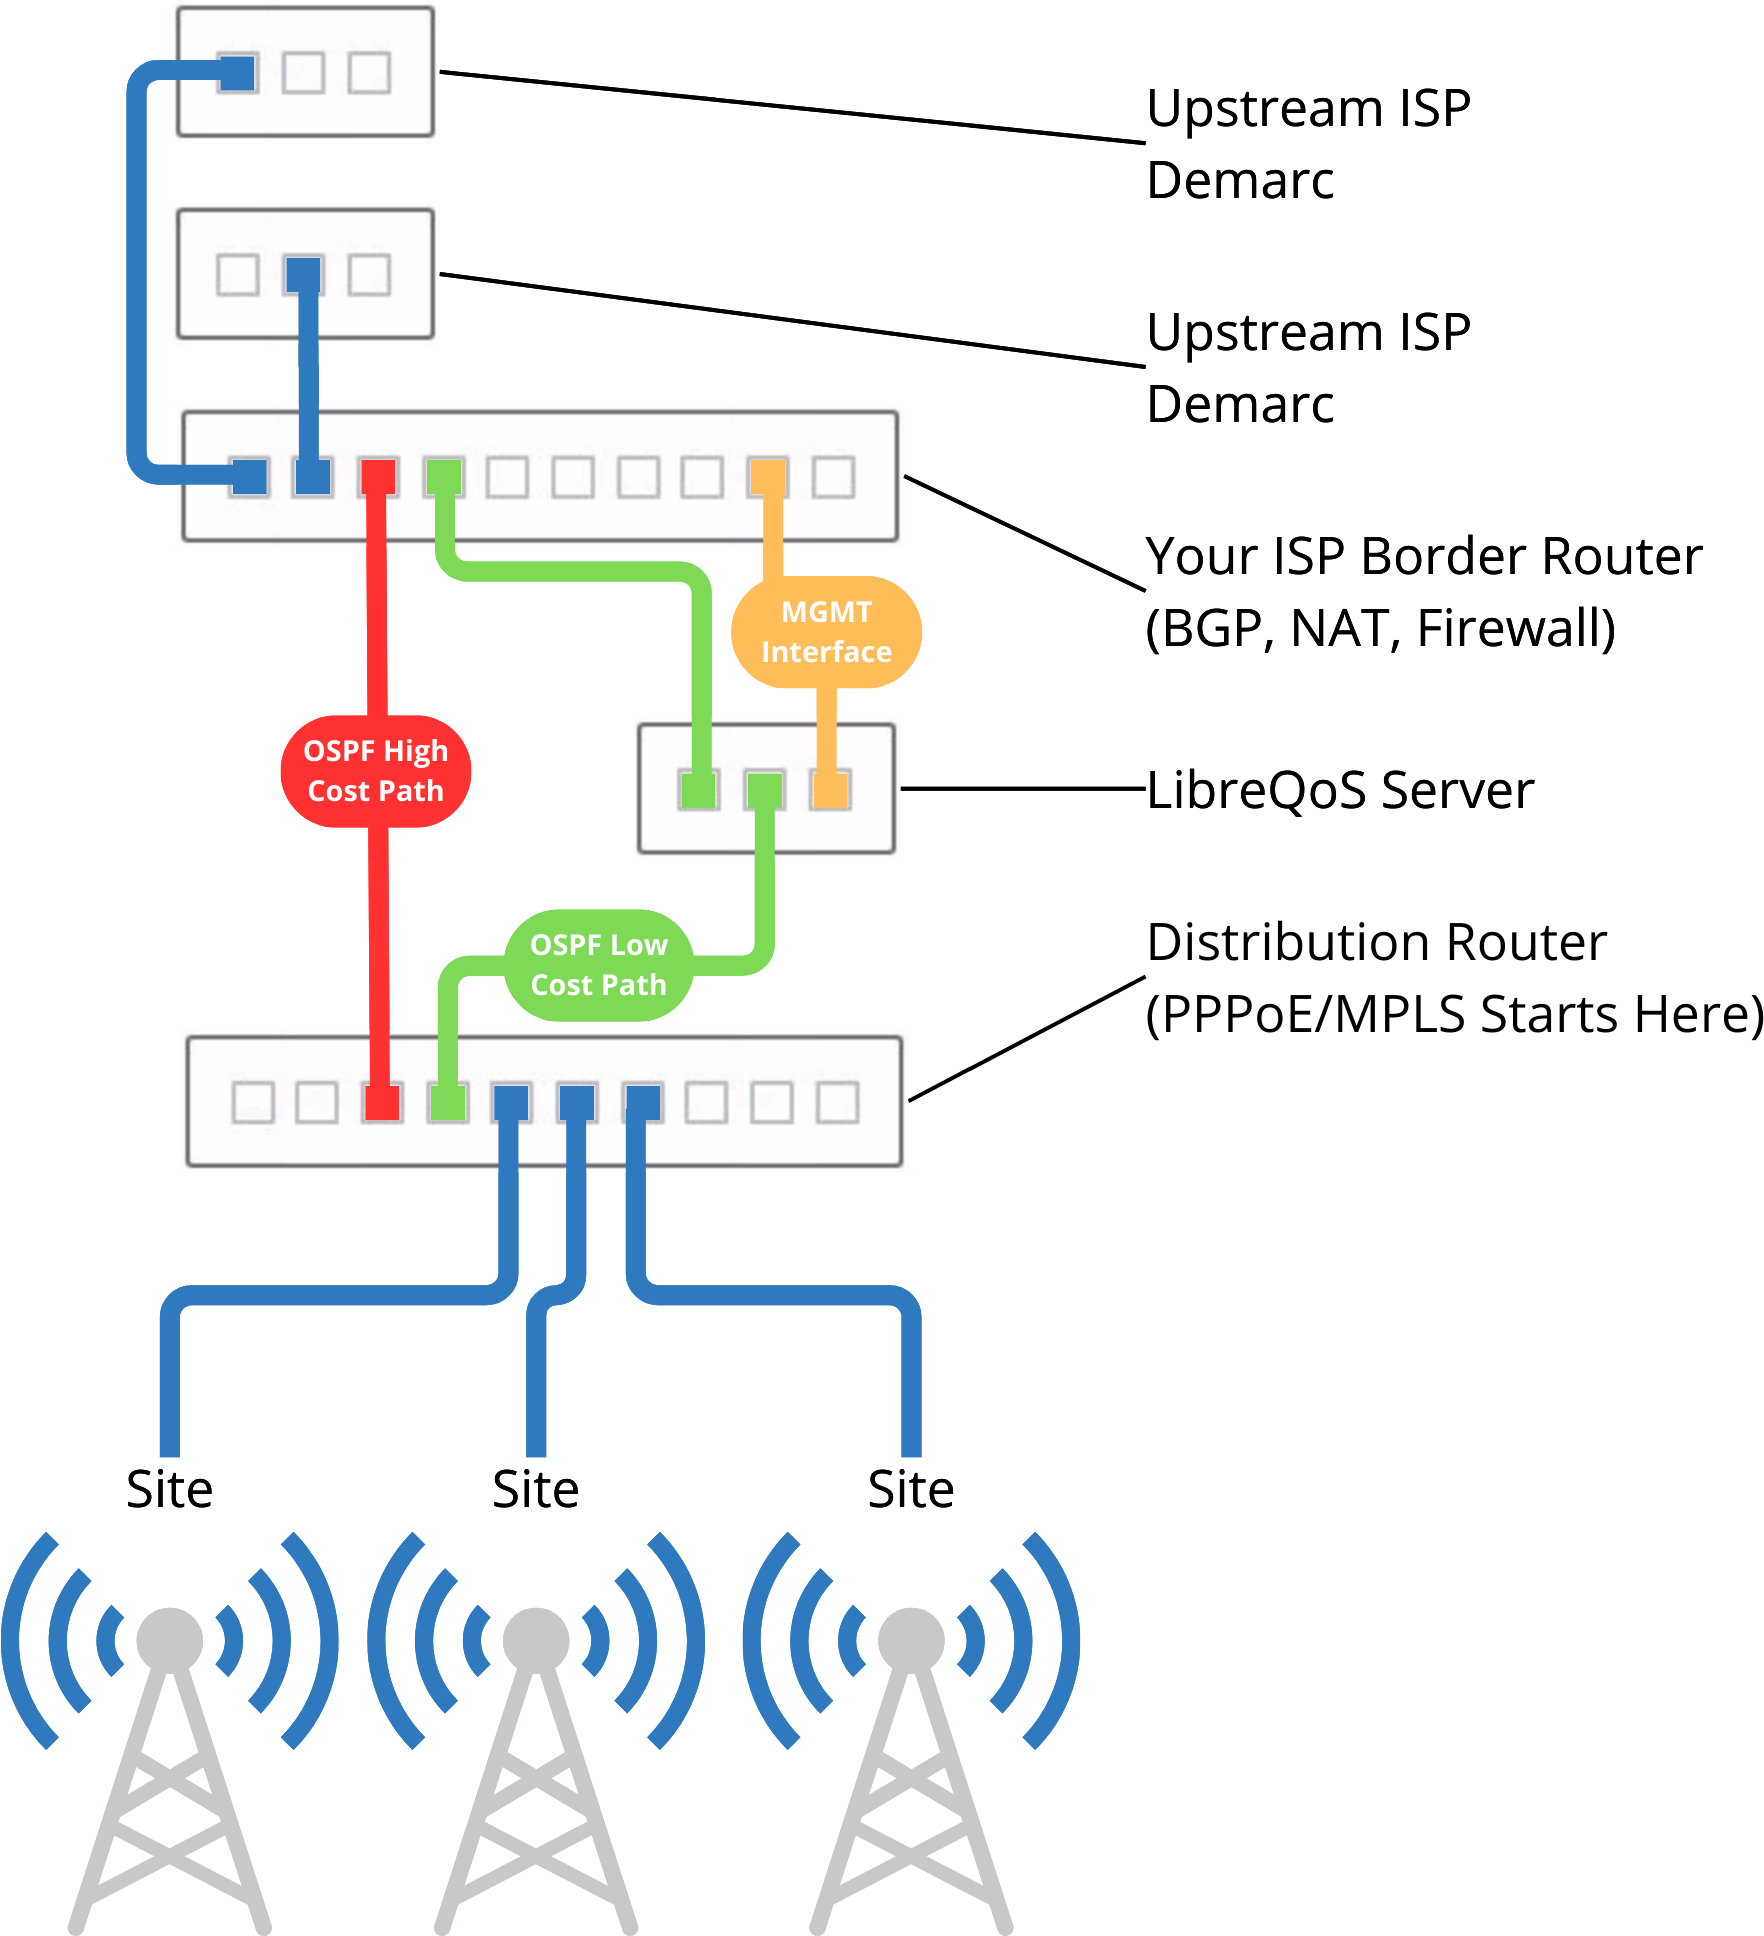 Upstream ISP
Demarc
Upstream ISP
Demarc
Your ISP Border Router
(BGP, NAT, Firewall)
MGMT
Interface
OSPF High
Cost Path
LibreQoS Server
OSPF Low
Cost Path
Distribution Router
(PPPoE/MPLS Starts Here)
Site
Site
Site